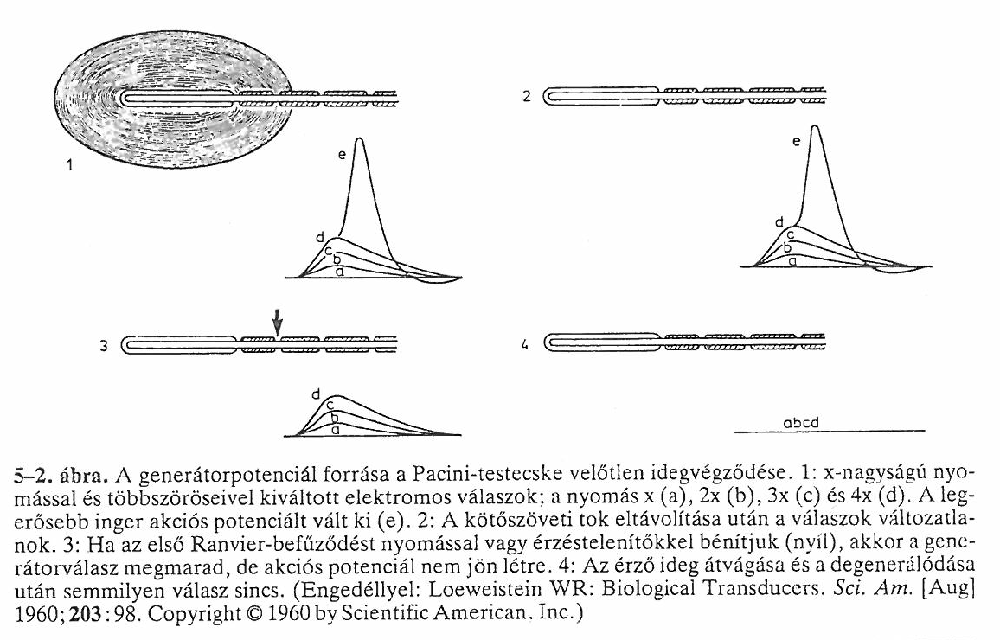 1
e
d
c
b
a
2
e
d
c
b
a
3
d
c
b
a
4
abcd
5–2. ábra. A generátorpotenciál forrása a Pacini-testecske velőtlen idegvégződése. 1: x-nagyságú nyo-
mással és többszöröseivel kiváltott elektromos válaszok; a nyomás x (a), 2x (b), 3x (c) és 4x (d). A leg-
erősebb inger akciós potenciált vált ki (e). 2: A kötőszöveti tok eltávolítása után a válaszok változatla-
nok. 3: Ha az első Ranvier-befűződést nyomással vagy érzéstelenítőkkel bénítjuk (nyíl), akkor a gene-
rátorválasz megmarad, de akciós potenciál nem jön létre. 4: Az érző ideg átvágása és a degenerálódása
után semmilyen válasz sincs. (Engedéllyel: Loeweistein WR: Biological Transducers. Sci. Am. [Aug]
1960; 203 : 98. Copyright © 1960 by Scientific American. Inc.)